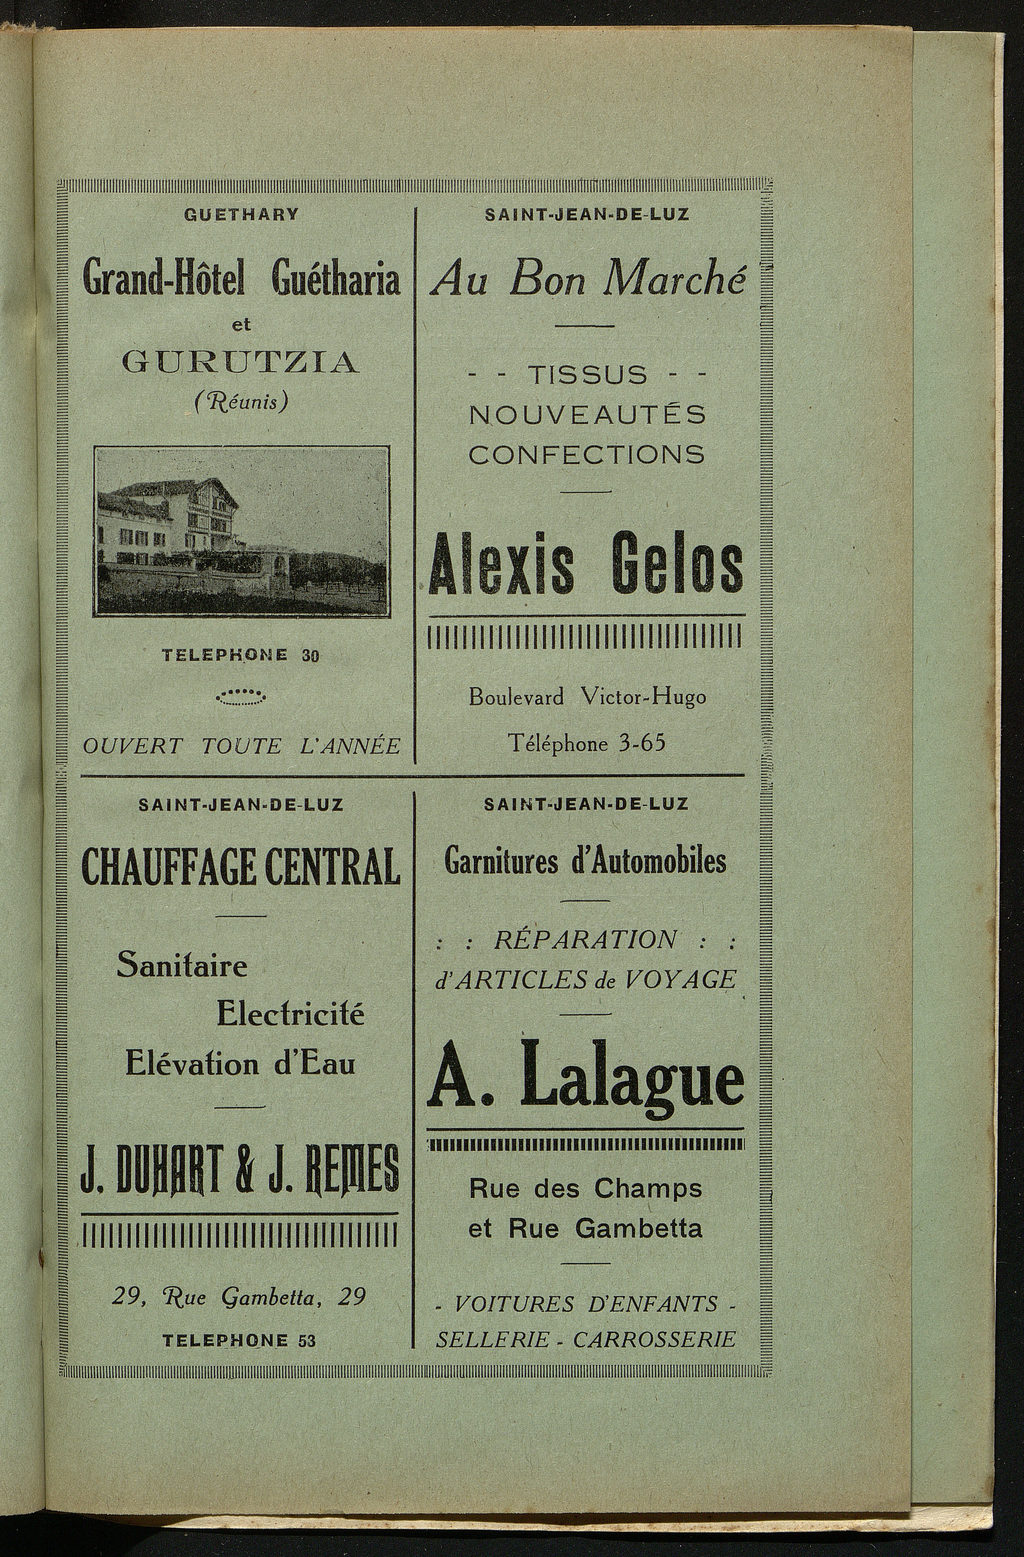 GUETHARY
Grand-Hôtel Guétharia
et
GURUTZIA
(Réunis)
TELEPHONE 30
OUVERT TOUTE L'ANNÉE
SAINT-JEAN-DE-LUZ
Au Bon Marché
- - TISSUS - -
NOUVEAUTÉS
CONFECTIONS
Alexis Gelos
Boulevard Victor-Hugo
Téléphone 3-65
SAINT-JEAN-DE-LUZ
CHAUFFAGE CENTRAL
Sanitaire
Electricité
Elévation d'Eau
J. DUHART & J. REMES
29, Rue Gambetta, 29
TELEPHONE 53
SAINT-JEAN-DE-LUZ
Garnitures d'Automobiles
: : RÉPARATION : :
d'ARTICLES de VOYAGE
A. Lalague
Rue des Champs
et Rue Gambetta
- VOITURES D'ENFANTS -
SELLERIE - CARROSSERIE